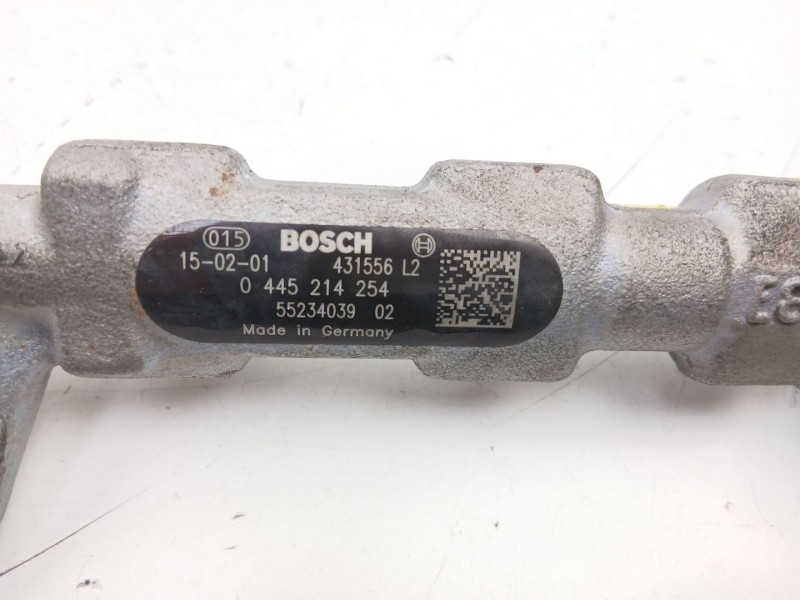 015 BOSCH
15-02-01 431556 L2
0 445 214 254
55234039 02
Made in Germany